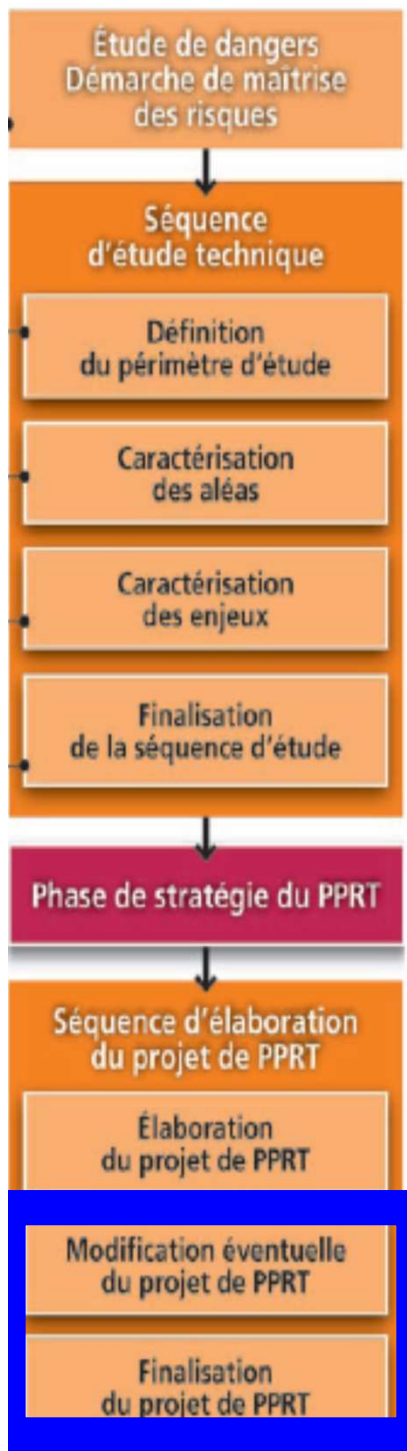 Étude de dangers
Démarche de maîtrise
des risques
Séquence
d'étude technique
Définition
du périmètre d'étude
Caractérisation
des aléas
Caractérisation
des enjeux
Finalisation
de la séquence d'étude
Phase de stratégie du PPRT
Séquence d'élaboration
du projet de PPRT
Élaboration
du projet de PPRT
Modification éventuelle
du projet de PPRT
Finalisation
du projet de PPRT